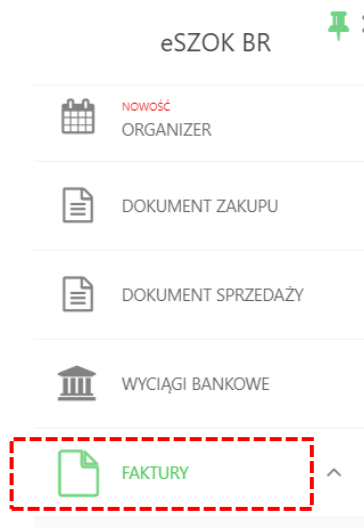 eSZOK BR
NOWOŚĆ
ORGANIZER
DOKUMENT ZAKUPU
DOKUMENT SPRZEDAŻY
WYCIĄGI BANKOWE
FAKTURY